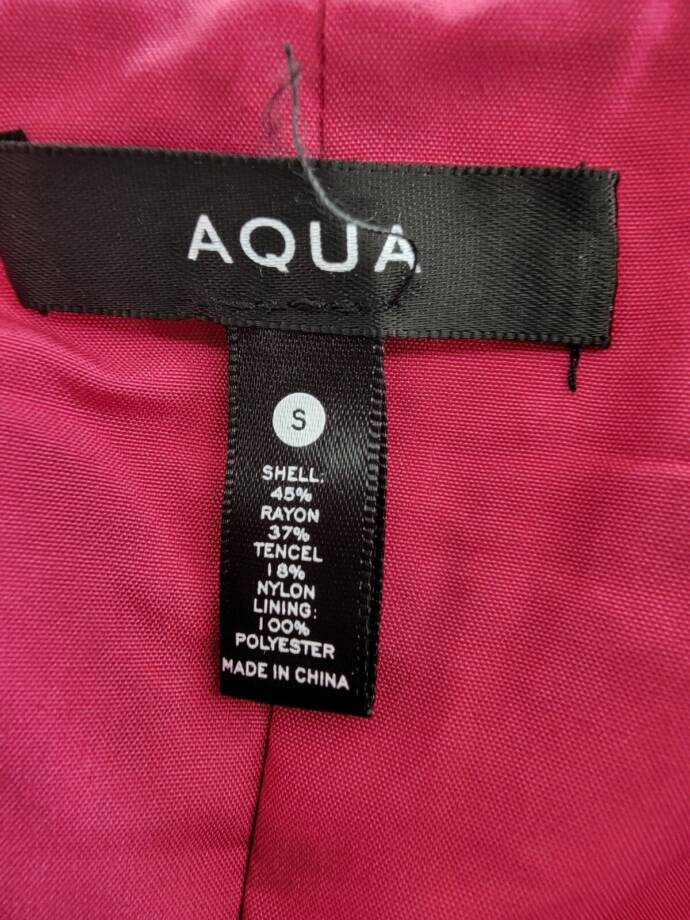 AQUA
S
SHELL:
45%
RAYON
37%
TENCEL
18%
NYLON
LINING:
100%
POLYESTER
MADE IN CHINA